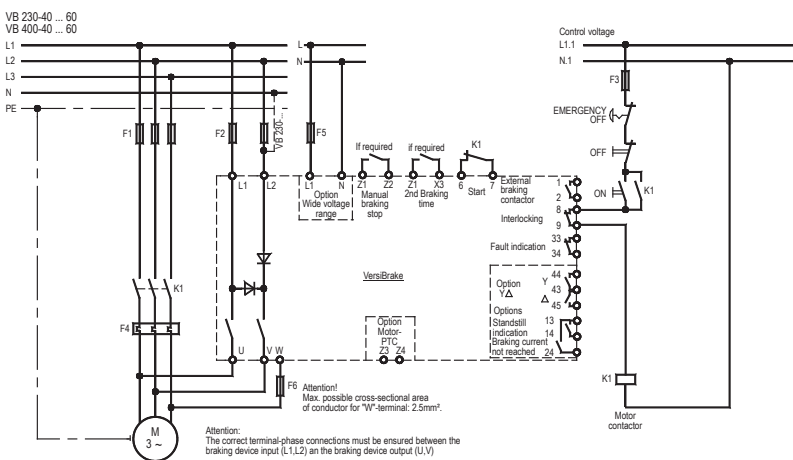 VB 230-40 ... 60
VB 400-40 ... 60
L1
L2
L3
N
PE
L
N
Control voltage
L1.1
N.1
F1
F2
VB 230-...
F5
F3
EMERGENCY
OFF
OFF
ON
K1
If required
if required
K1
L1
L2
L1
N
Z1
Z2
Z1
X3
6
7
Option
Wide voltage
range
Manual
braking
stop
2nd Braking
time
Start
External
braking
contactor
1
2
Interlocking
8
9
Fault indication
33
34
VersiBrake
Option
Y∆
Y
∆
44
43
45
Options
Standstill
indication
Braking current
not reached
13
14
24
K1
F4
Option
Motor-
PTC
Z3
Z4
U
V
W
F6
Attention!
Max. possible cross-sectional area
of conductor for "W"-terminal: 2.5mm².
K1
Motor
contactor
M
3 ~
Attention:
The correct terminal-phase connections must be ensured between the
braking device input (L1,L2) an the braking device output (U,V)